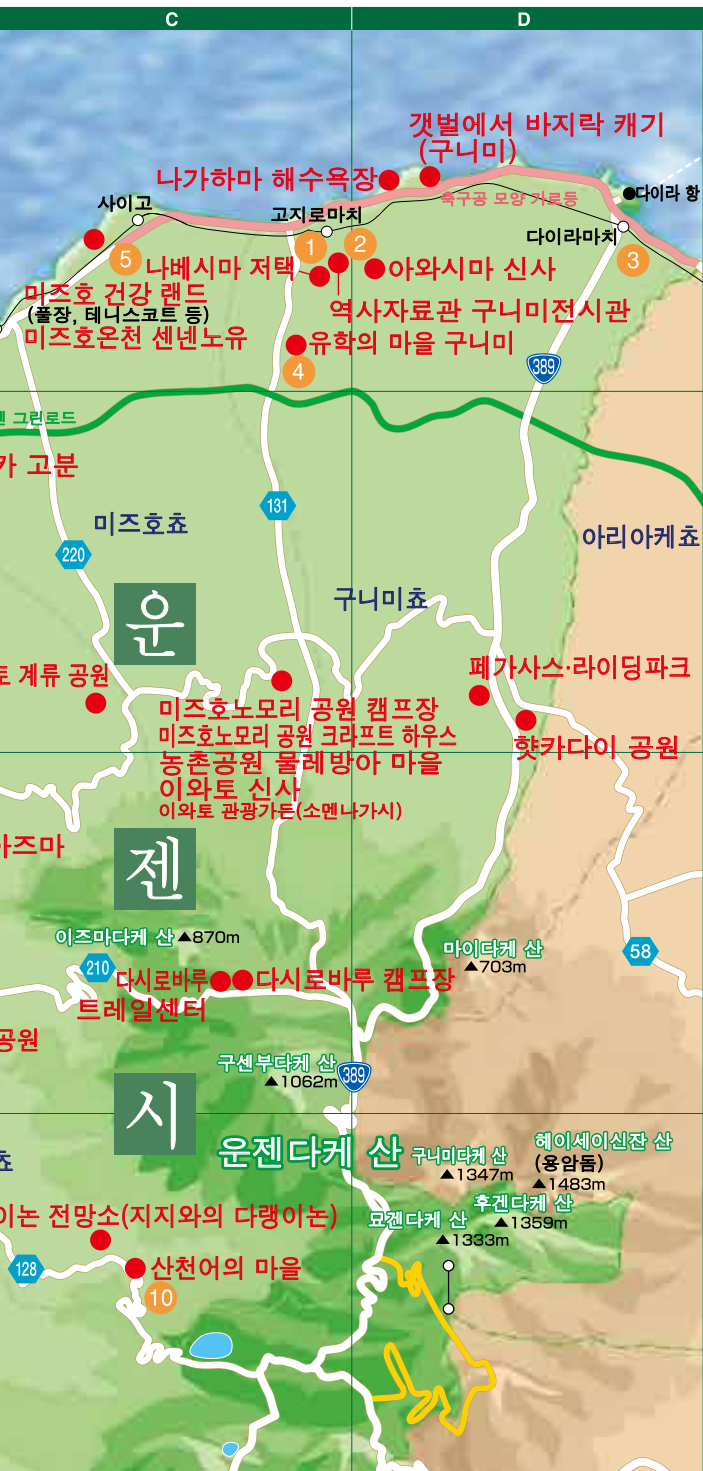 C
D
갯벌에서 바지락 캐기
(구니미)
나가하마 해수욕장
사이고
고지로마치
축구공 모양 가로등
다이라 항
다이라마치
5
1
2
3
나베시마 저택
아와시마 신사
미즈호 건강 랜드
(풀장, 테니스코트 등)
미즈호온천 센넨노유
역사자료관 구니미전시관
유학의 마을 구니미
4
389
그린로드
카 고분
131
미즈호쵸
아리아케쵸
220
구니미쵸
운
토 계류 공원
페가사스·라이딩파크
미즈호노모리 공원 캠프장
미즈호노모리 공원 크라프트 하우스
농촌공원 물레방아 마을
이와토 신사
이와토 관광가든(소멘나가시)
햣카다이 공원
아즈마
젠
이즈마다케 산 ▲870m
마이다케 산
▲703m
58
210
다시로바루
트레일센터
다시로바루 캠프장
공원
구센부다케 산
▲1062m
389
시
운젠다케 산
구니미다케 산
▲1347m
헤이세이신잔 산
(용암돔)
▲1483m
쵸
후겐다케 산
▲1359m
묘겐다케 산
▲1333m
이논 전망소(지지와의 다랭이논)
128
산천어의 마을
10